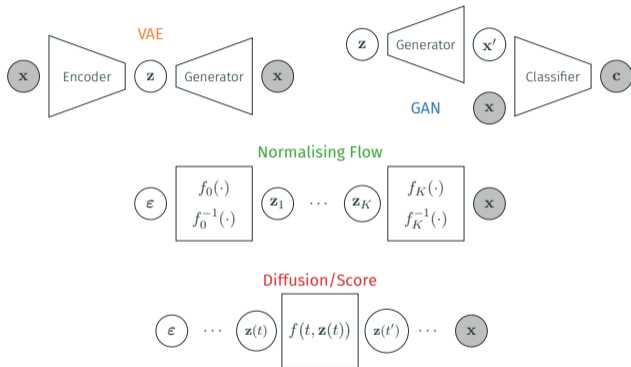 VAE
x Encoder z Generator x
z Generator x′
GAN x Classifier c
Normalising Flow
ε f₀(·) f₀⁻¹(·) z₁ ··· z_K f_K(·) f_K⁻¹(·) x
Diffusion/Score
ε ··· z(t) f(t, z(t)) z(t′) ··· x